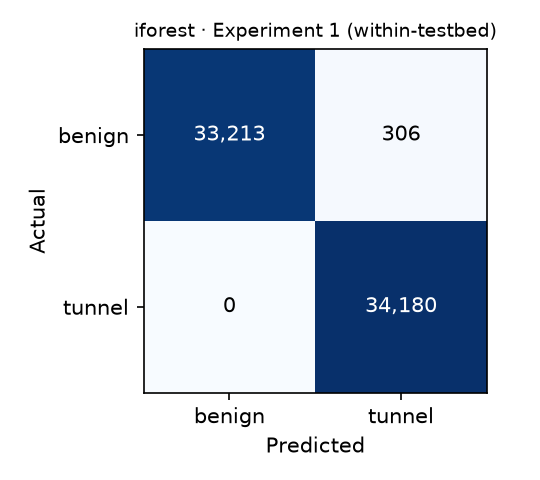 iforest · Experiment 1 (within-testbed)
benign
33,213
306
Actual
tunnel
0
34,180
benign
tunnel
Predicted